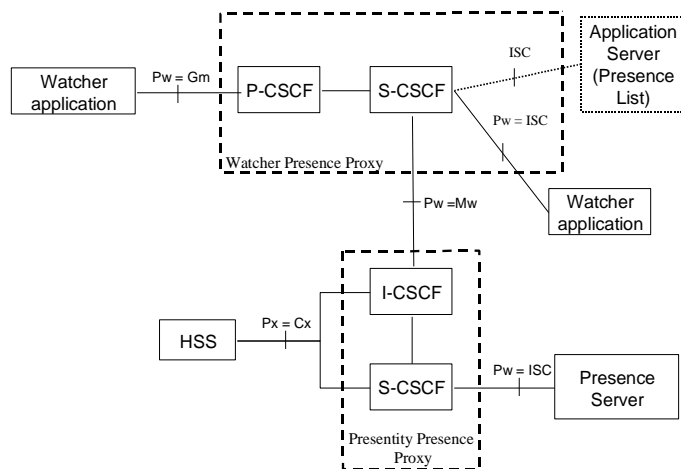 ISC
Application
Server
(Presence
List)
Watcher
application
Pw = Gm
P-CSCF
S-CSCF
Pw = ISC
Watcher Presence Proxy
Watcher
application
Pw =Mw
I-CSCF
Px = Cx
HSS
S-CSCF
Pw = ISC
Presence
Server
Presentity Presence
Proxy